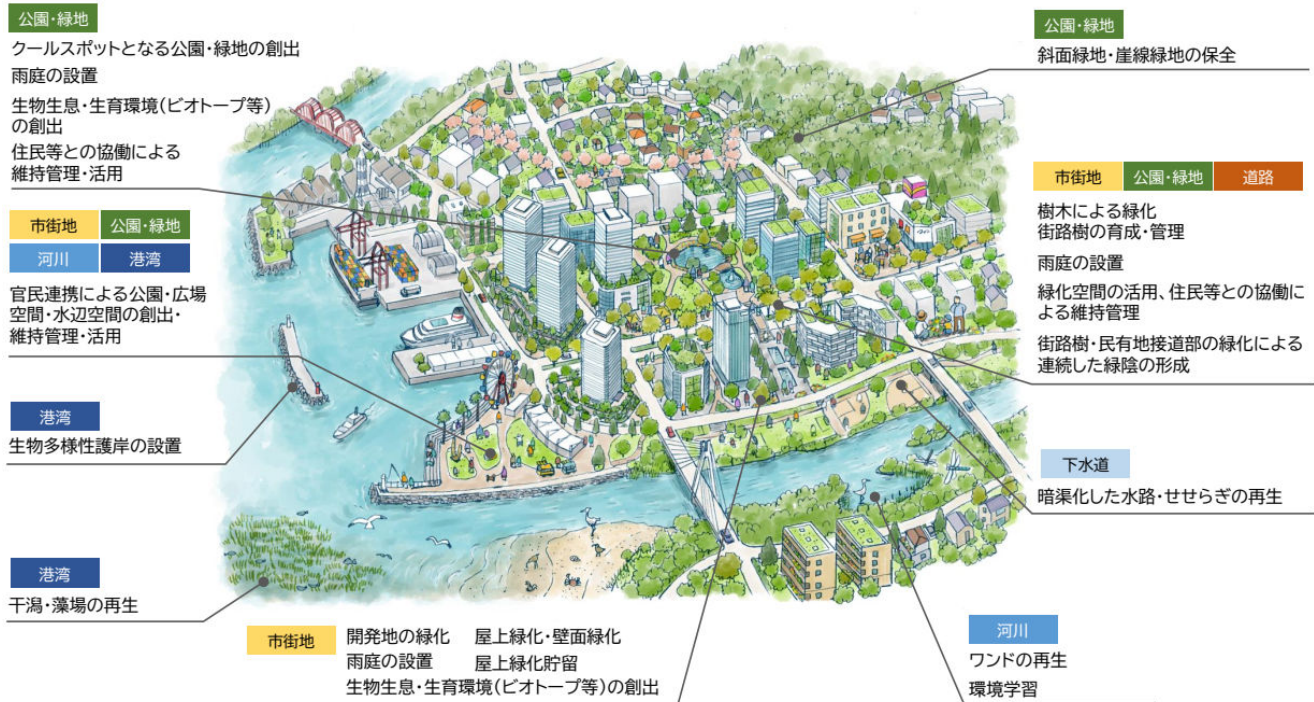 公園・緑地
クールスポットとなる公園・緑地の創出
雨庭の設置
生物生息・生育環境(ビオトープ等)
の創出
住民等との協働による
維持管理・活用
市街地 公園・緑地
河川 港湾
官民連携による公園・広場
空間・水辺空間の創出・
維持管理・活用
港湾
生物多様性護岸の設置
港湾
干潟・藻場の再生
市街地
開発地の緑化 屋上緑化・壁面緑化
雨庭の設置 屋上緑化貯留
生物生息・生育環境(ビオトープ等)の創出
公園・緑地
斜面緑地・崖線緑地の保全
市街地 公園・緑地 道路
樹木による緑化
街路樹の育成・管理
雨庭の設置
緑化空間の活用、住民等との協働に
よる維持管理
街路樹・民有地接道部の緑化による
連続した緑陰の形成
下水道
暗渠化した水路・せせらぎの再生
河川
ワンドの再生
環境学習